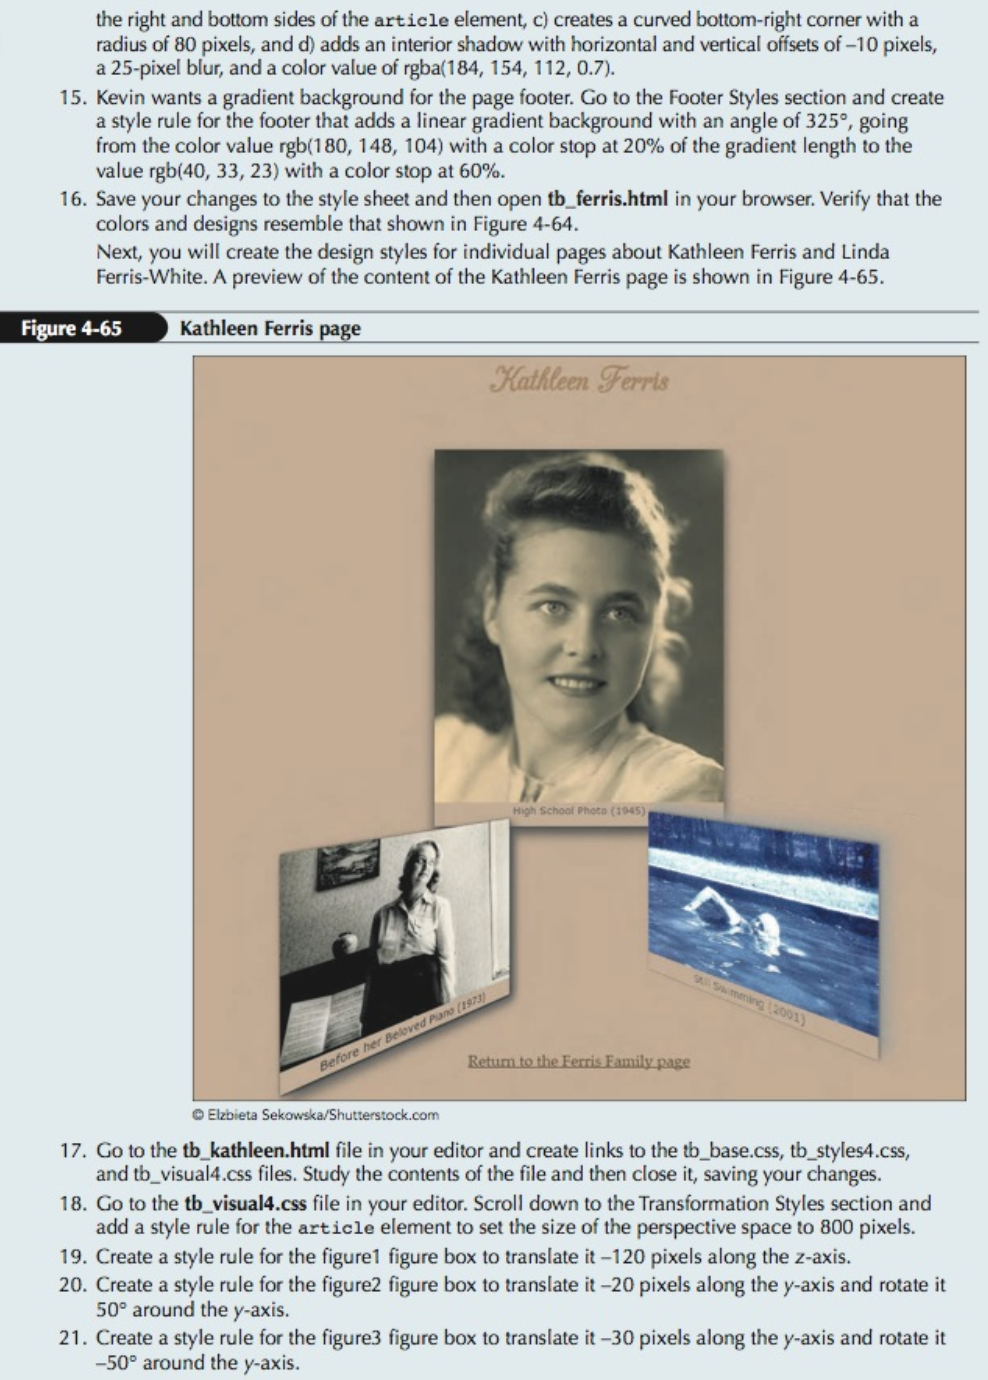 the right and bottom sides of the article element, c) creates a curved bottom-right corner with a
radius of 80 pixels, and d) adds an interior shadow with horizontal and vertical offsets of –10 pixels,
a 25-pixel blur, and a color value of rgba(184, 154, 112, 0.7).
15. Kevin wants a gradient background for the page footer. Go to the Footer Styles section and create
a style rule for the footer that adds a linear gradient background with an angle of 325°, going
from the color value rgb(180, 148, 104) with a color stop at 20% of the gradient length to the
value rgb(40, 33, 23) with a color stop at 60%.
16. Save your changes to the style sheet and then open tb_ferris.html in your browser. Verify that the
colors and designs resemble that shown in Figure 4-64.
Next, you will create the design styles for individual pages about Kathleen Ferris and Linda
Ferris-White. A preview of the content of the Kathleen Ferris page is shown in Figure 4-65.
Figure 4-65 Kathleen Ferris page
Kathleen Ferris
High School Photo (1945)
Before her Beloved Piano (1973)
Still Swimming (2001)
Return to the Ferris Family page
© Elzbieta Sekowska/Shutterstock.com
17. Go to the tb_kathleen.html file in your editor and create links to the tb_base.css, tb_styles4.css,
and tb_visual4.css files. Study the contents of the file and then close it, saving your changes.
18. Go to the tb_visual4.css file in your editor. Scroll down to the Transformation Styles section and
add a style rule for the article element to set the size of the perspective space to 800 pixels.
19. Create a style rule for the figure1 figure box to translate it –120 pixels along the z-axis.
20. Create a style rule for the figure2 figure box to translate it –20 pixels along the y-axis and rotate it
50° around the y-axis.
21. Create a style rule for the figure3 figure box to translate it –30 pixels along the y-axis and rotate it
–50° around the y-axis.